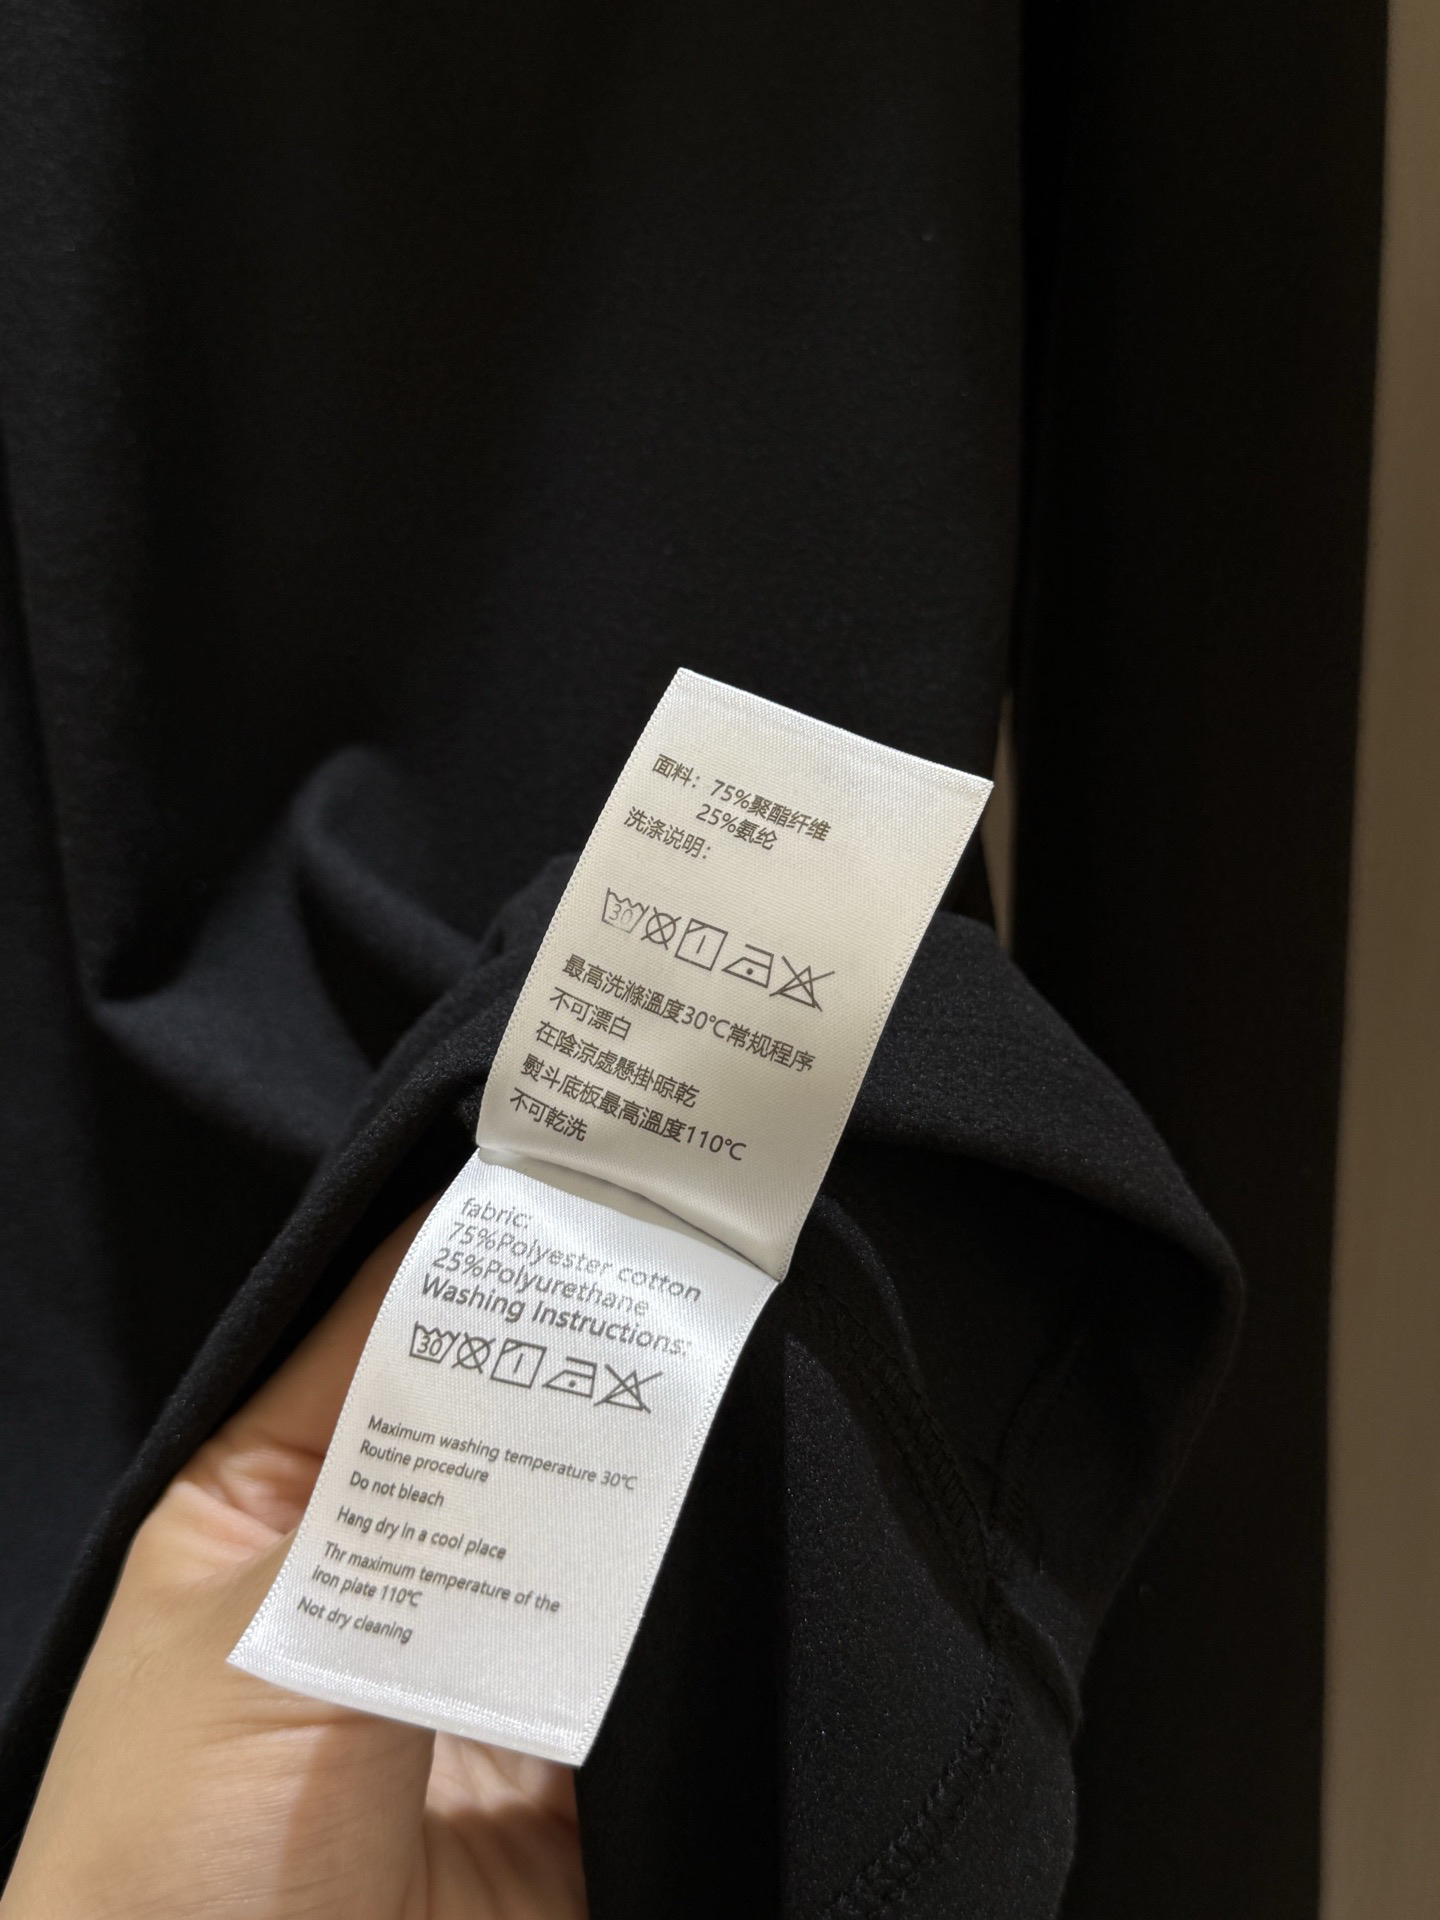 面料：75%聚酯纤维
25%氨纶
洗涤说明：
30
最高洗滌溫度30℃常规程序
不可漂白
在陰涼處懸掛晾乾
熨斗底板最高溫度110℃
不可乾洗
fabric:
75%Polyester cotton
25%Polyurethane
Washing Instructions:
30
Maximum washing temperature 30℃
Routine procedure
Do not bleach
Hang dry in a cool place
Thr maximum temperature of the
iron plate 110℃
Not dry cleaning